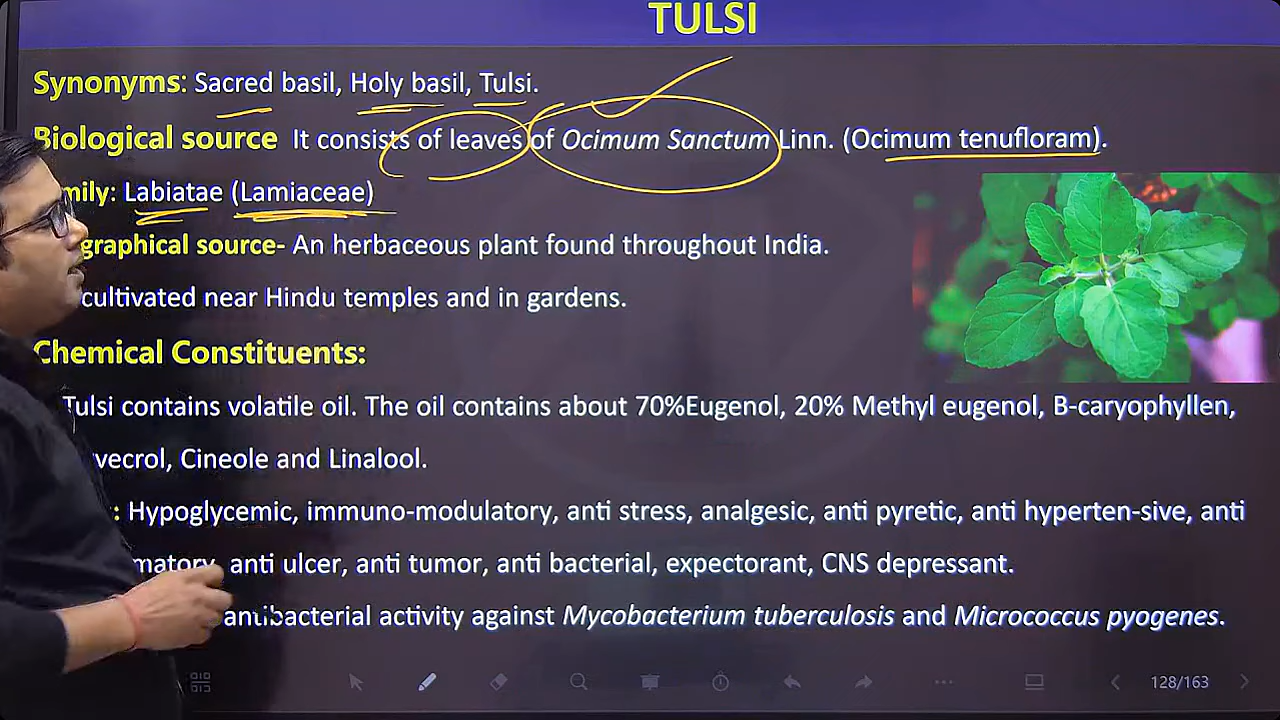 TULSI
Synonyms: Sacred basil, Holy basil, Tulsi.
Biological source It consists of leaves of Ocimum Sanctum Linn. (Ocimum tenufloram).
mily: Labiatae (Lamiaceae)
graphical source- An herbaceous plant found throughout India.
cultivated near Hindu temples and in gardens.
Chemical Constituents:
Tulsi contains volatile oil. The oil contains about 70%Eugenol, 20% Methyl eugenol, B-caryophyllen,
vecrol, Cineole and Linalool.
: Hypoglycemic, immuno-modulatory, anti stress, analgesic, anti pyretic, anti hyperten-sive, anti
matory, anti ulcer, anti tumor, anti bacterial, expectorant, CNS depressant.
antibacterial activity against Mycobacterium tuberculosis and Micrococcus pyogenes.
128/163